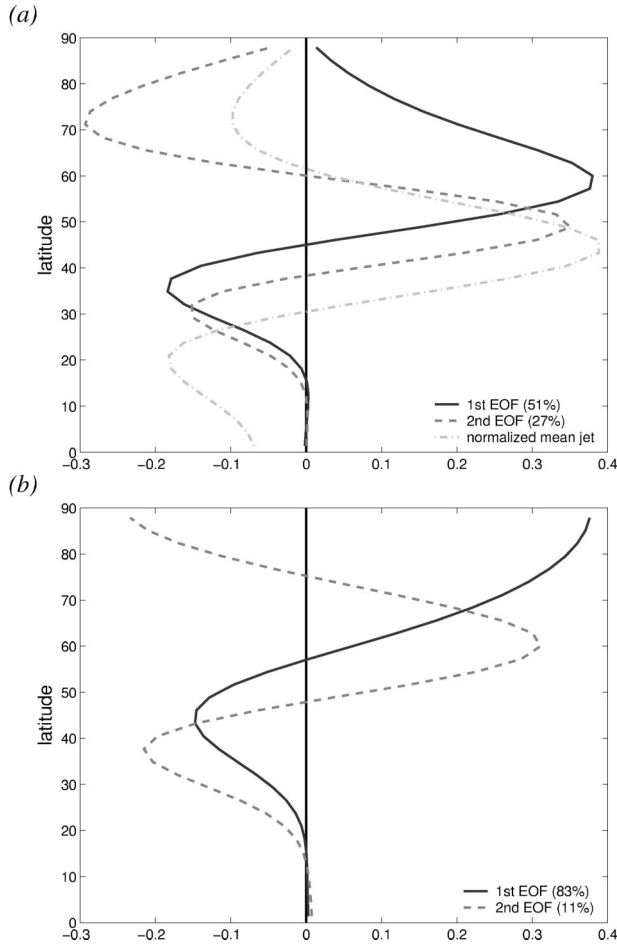 (a)
90
80
70
60
50
40
30
20
10
0
latitude
1st EOF (51%)
2nd EOF (27%)
normalized mean jet
−0.3 −0.2 −0.1 0 0.1 0.2 0.3 0.4
(b)
90
80
70
60
50
40
30
20
10
0
latitude
1st EOF (83%)
2nd EOF (11%)
−0.3 −0.2 −0.1 0 0.1 0.2 0.3 0.4